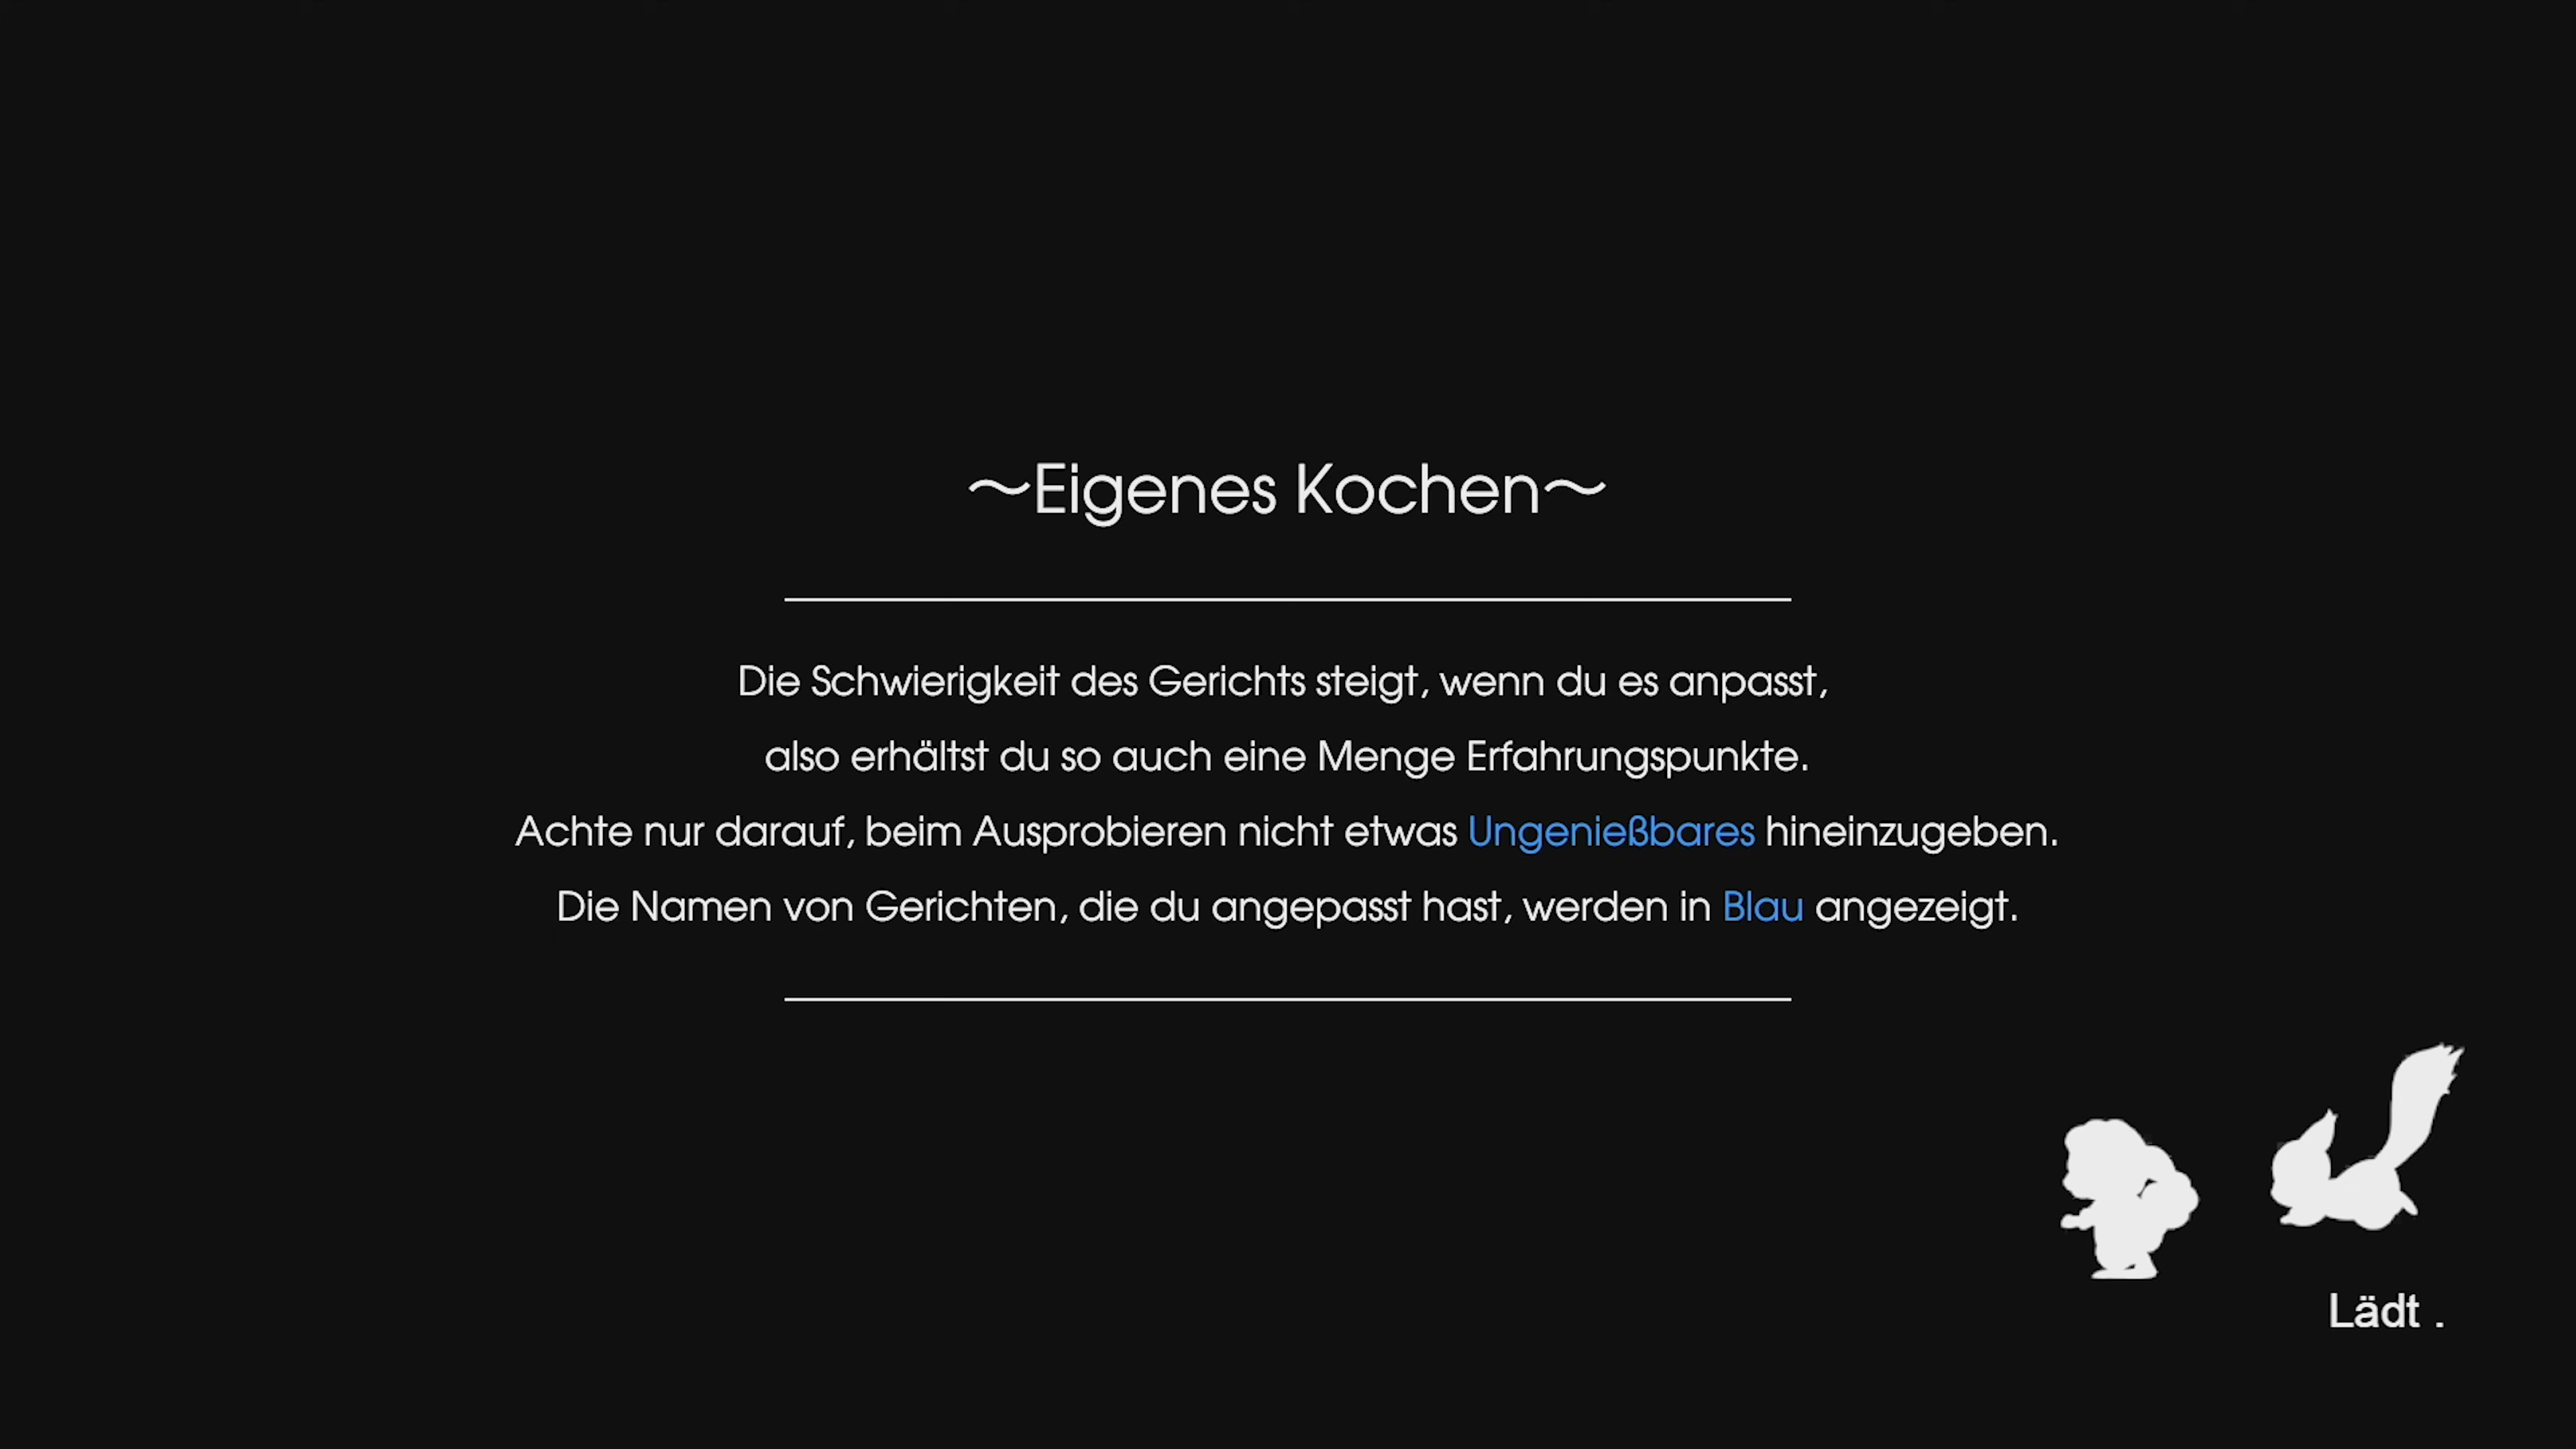 ～Eigenes Kochen～
Die Schwierigkeit des Gerichts steigt, wenn du es anpasst,
also erhältst du so auch eine Menge Erfahrungspunkte.
Achte nur darauf, beim Ausprobieren nicht etwas Ungenießbares hineinzugeben.
Die Namen von Gerichten, die du angepasst hast, werden in Blau angezeigt.
Lädt .